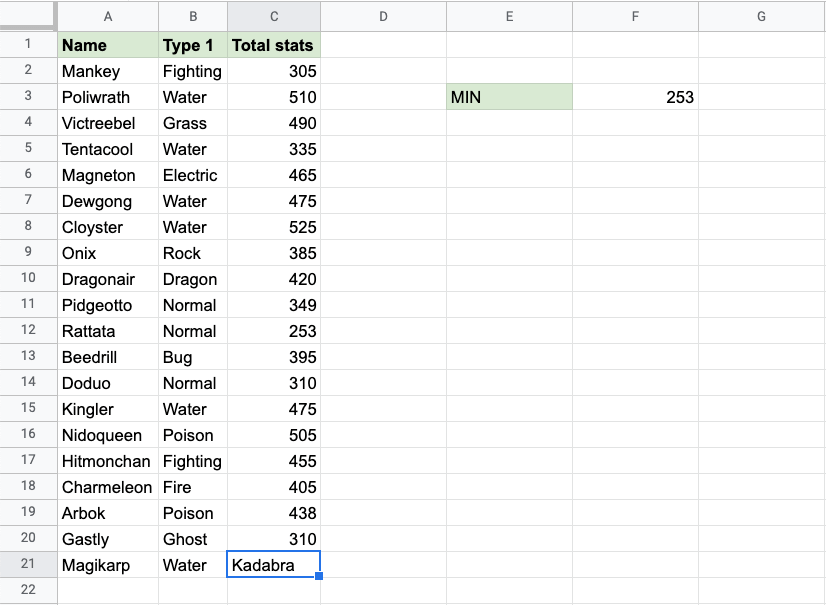 A B C D E F G
1 Name Type 1 Total stats
2 Mankey Fighting 305
3 Poliwrath Water 510 MIN 253
4 Victreebel Grass 490
5 Tentacool Water 335
6 Magneton Electric 465
7 Dewgong Water 475
8 Cloyster Water 525
9 Onix Rock 385
10 Dragonair Dragon 420
11 Pidgeotto Normal 349
12 Rattata Normal 253
13 Beedrill Bug 395
14 Doduo Normal 310
15 Kingler Water 475
16 Nidoqueen Poison 505
17 Hitmonchan Fighting 455
18 Charmeleon Fire 405
19 Arbok Poison 438
20 Gastly Ghost 310
21 Magikarp Water Kadabra
22